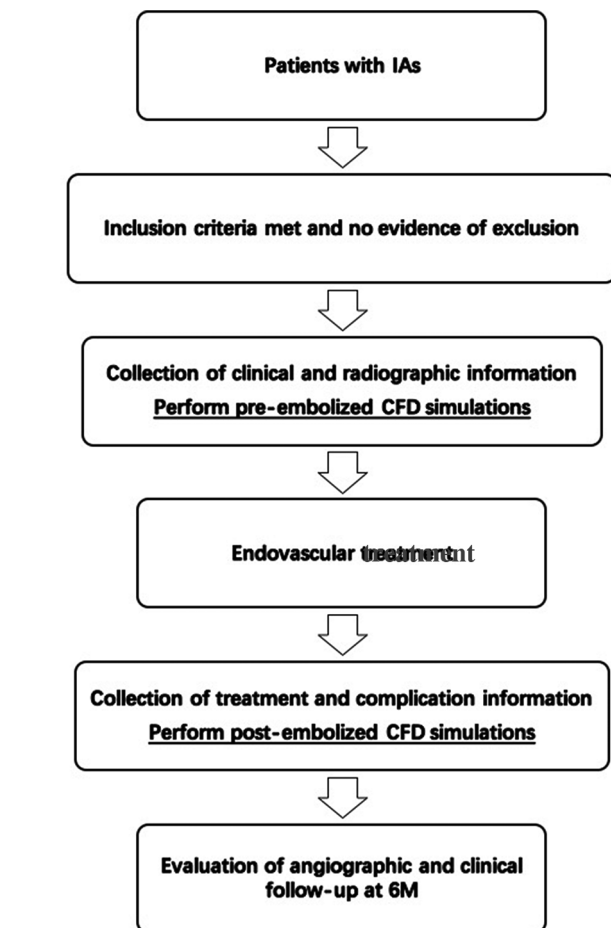 Patients with IAs
Inclusion criteria met and no evidence of exclusion
Collection of clinical and radiographic information
Perform pre-embolized CFD simulations
Endovascular treatment
Collection of treatment and complication information
Perform post-embolized CFD simulations
Evaluation of angiographic and clinical
follow-up at 6M